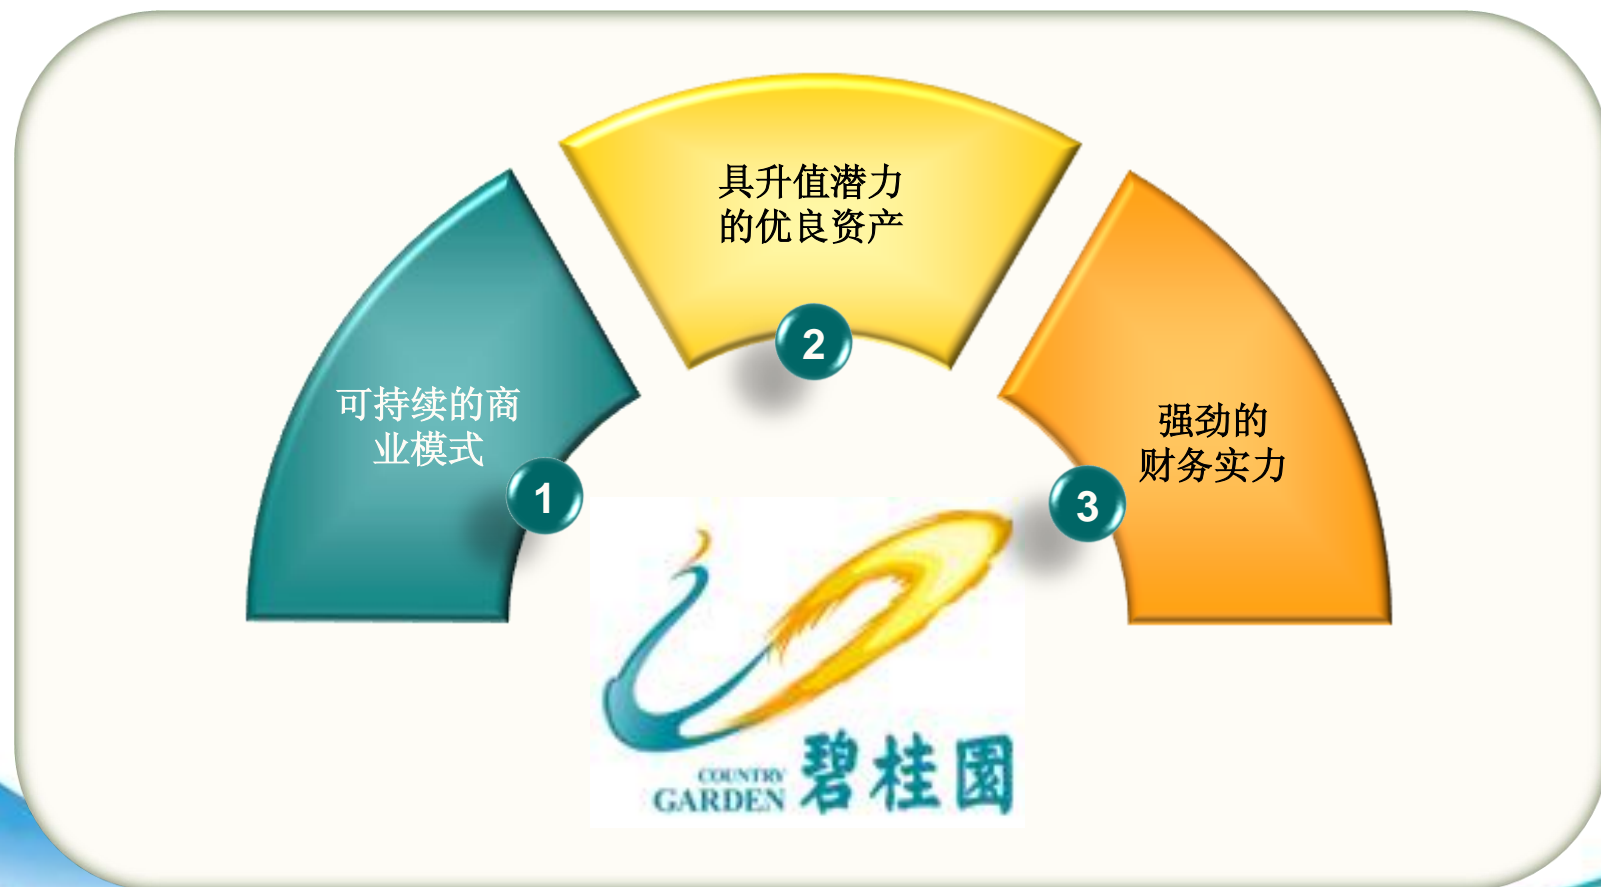 可持续的商
业模式
1
具升值潜力
的优良资产
2
强劲的
财务实力
3
COUNTRY
GARDEN
碧桂園